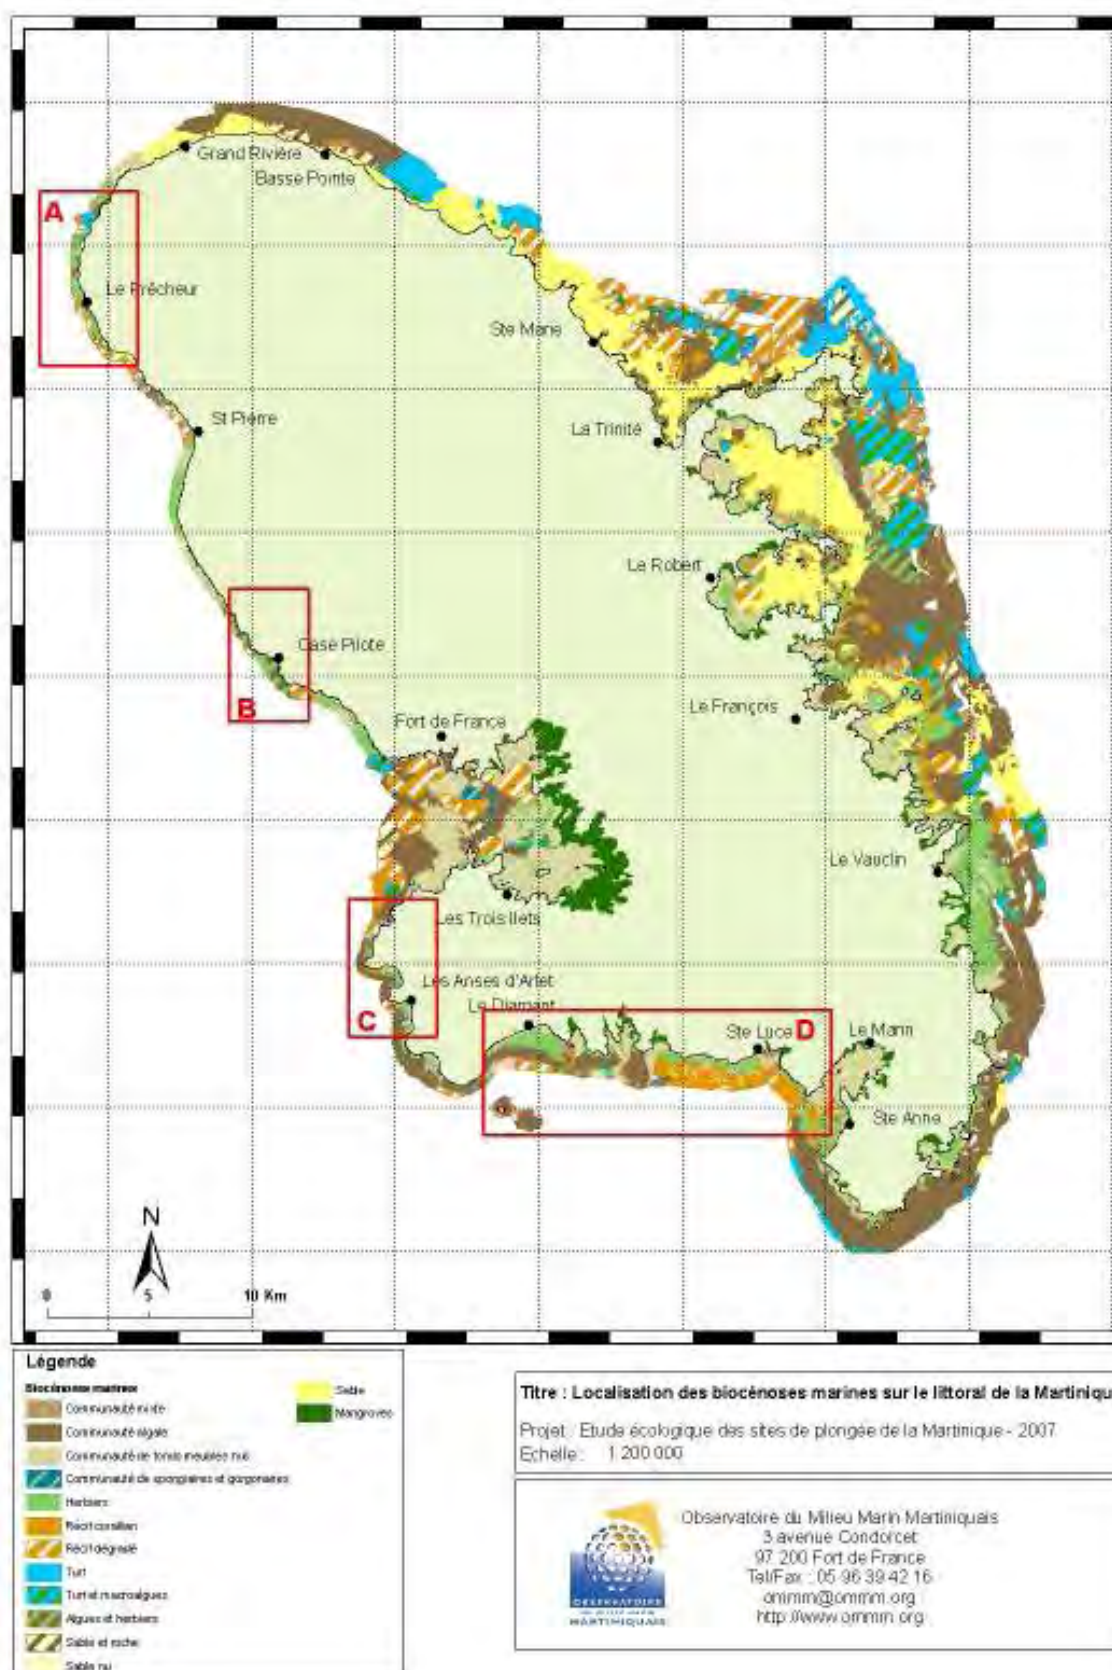 Grand Rivière
Basse Pointe
A
Le Prêcheur
Ste Marie
St Pierre
La Trinité
Le Robert
Case Pilote
B
Le François
Fort de France
Le Vauclin
Les Trois Ilets
Les Anses d'Arlet
C
Le Diamant
Ste Luce
D
Le Marin
Ste Anne
N
0 5 10 Km
Légende
Biocénoses marines
Communauté mixte
Communauté algale
Communauté de fonds meubles nus
Communauté de spongiaires et gorgonaires
Herbiers
Récif corallien
Récif dégradé
Turf
Turf et macroalgues
Algues et herbiers
Sable et roche
Sable nu
Sable
Mangroves
Titre : Localisation des biocénoses marines sur le littoral de la Martiniqu
Projet : Etude écologique des sites de plongée de la Martinique - 2007
Echelle : 1 200 000
OBSERVATOIRE
DU MILIEU MARIN
MARTINIQUAIS
Observatoire du Milieu Marin Martiniquais
3 avenue Condorcet
97 200 Fort de France
Tel/Fax : 05 96 39 42 16
ommm@ommm.org
http://www.ommm.org